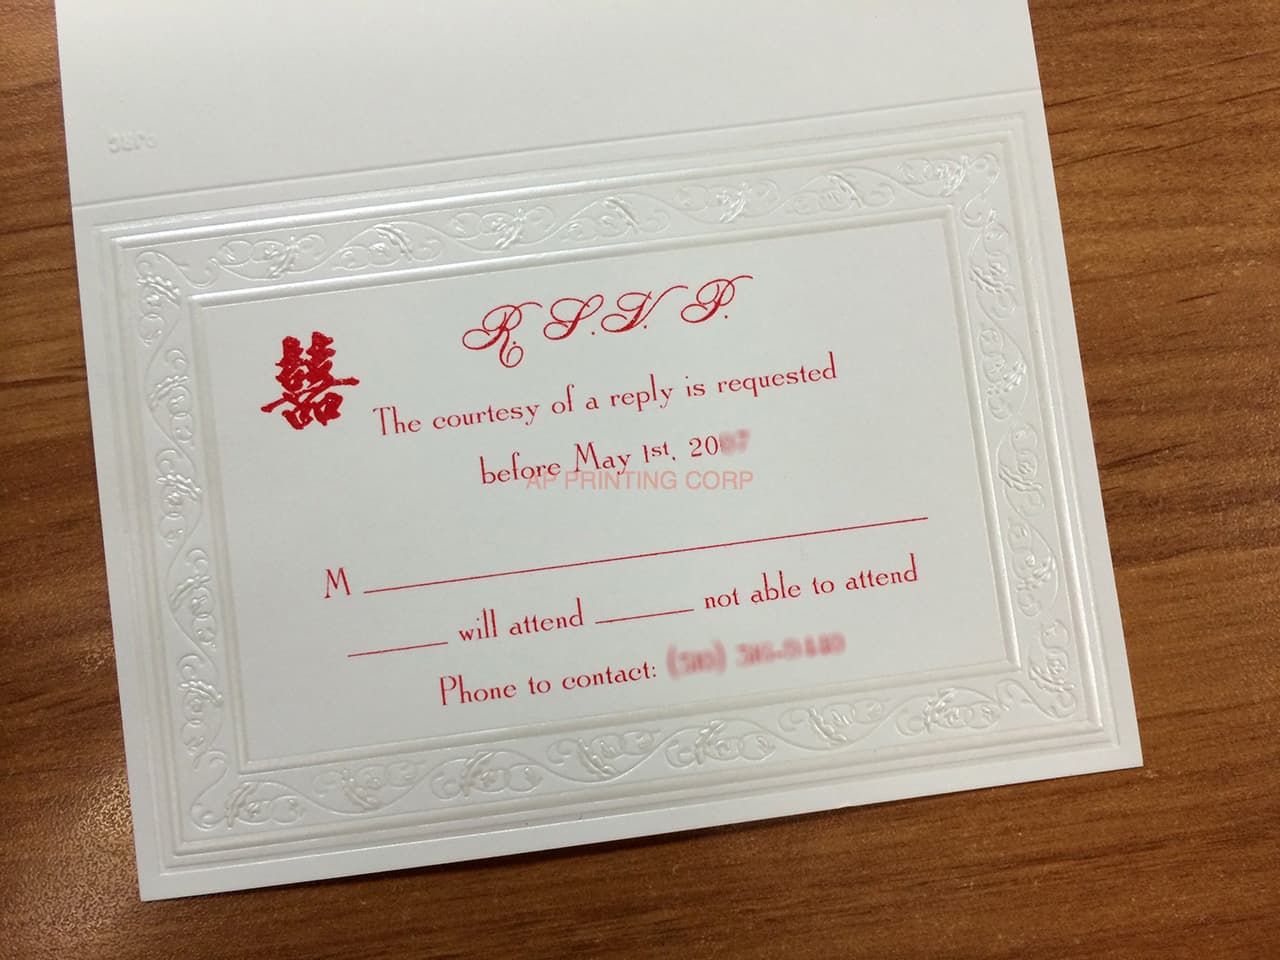 R.S.V.P.
囍
The courtesy of a reply is requested
before May 1st, 20
AP PRINTING CORP
M
will attend not able to attend
Phone to contact: